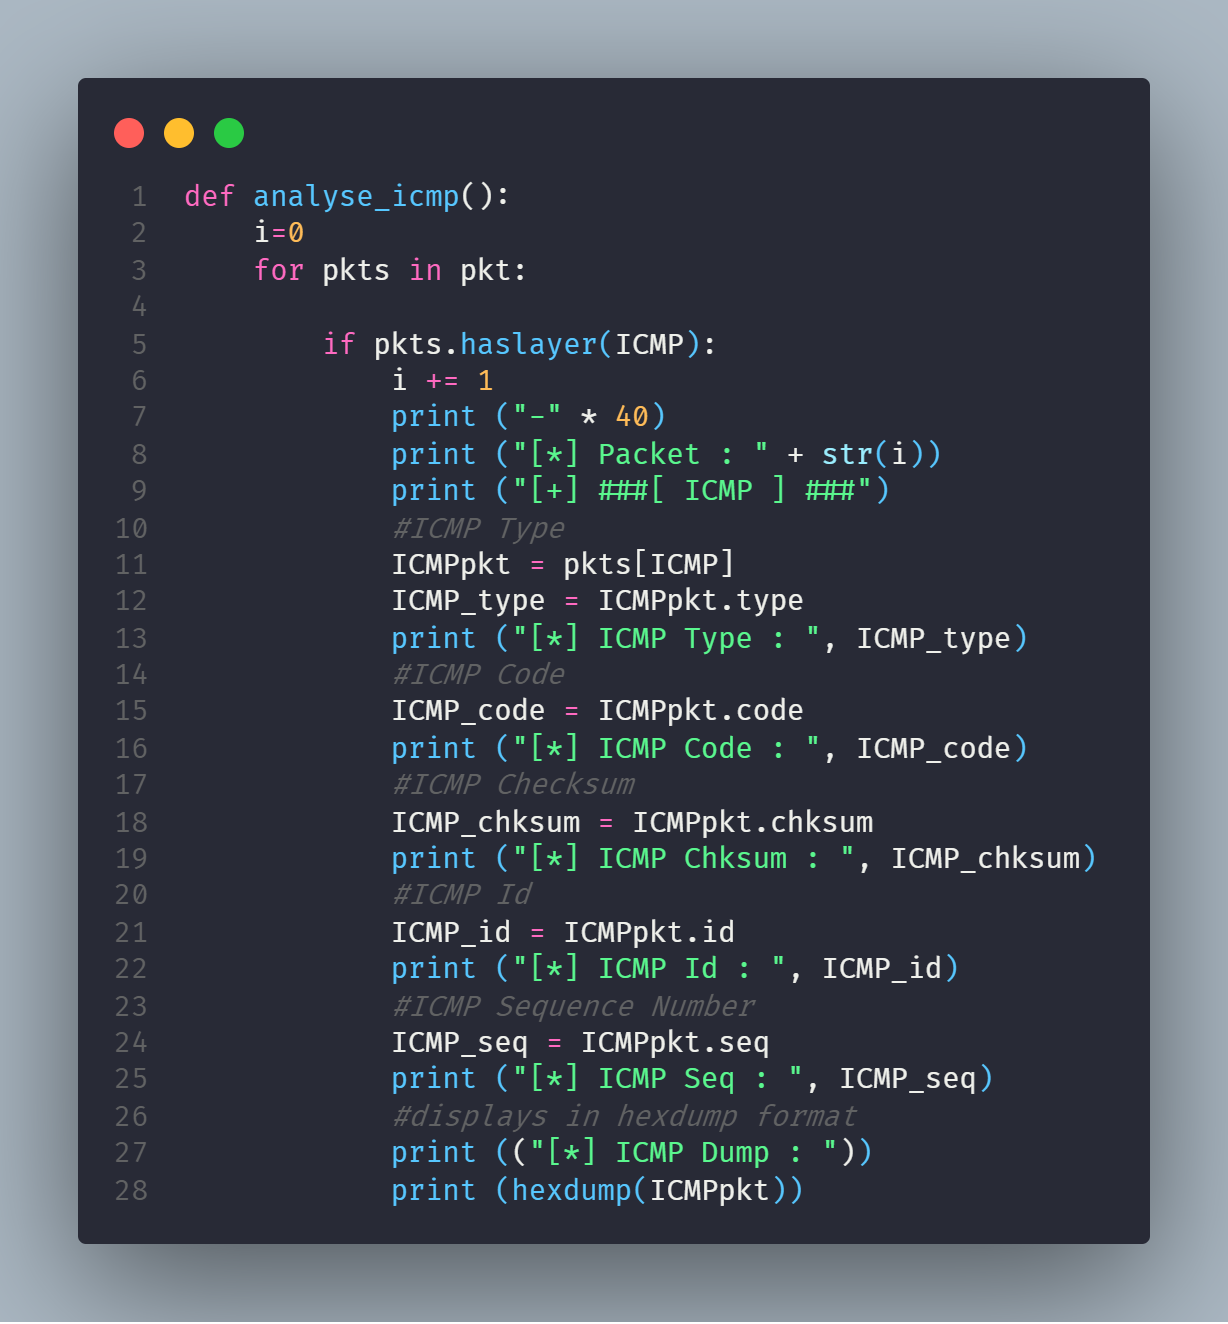 1 def analyse_icmp():
2     i=0
3     for pkts in pkt:
4
5         if pkts.haslayer(ICMP):
6             i += 1
7             print ("-" * 40)
8             print ("[*] Packet : " + str(i))
9             print ("[+] ###[ ICMP ] ###")
10             #ICMP Type
11             ICMPpkt = pkts[ICMP]
12             ICMP_type = ICMPpkt.type
13             print ("[*] ICMP Type : ", ICMP_type)
14             #ICMP Code
15             ICMP_code = ICMPpkt.code
16             print ("[*] ICMP Code : ", ICMP_code)
17             #ICMP Checksum
18             ICMP_chksum = ICMPpkt.chksum
19             print ("[*] ICMP Chksum : ", ICMP_chksum)
20             #ICMP Id
21             ICMP_id = ICMPpkt.id
22             print ("[*] ICMP Id : ", ICMP_id)
23             #ICMP Sequence Number
24             ICMP_seq = ICMPpkt.seq
25             print ("[*] ICMP Seq : ", ICMP_seq)
26             #displays in hexdump format
27             print (("[*] ICMP Dump : "))
28             print (hexdump(ICMPpkt))